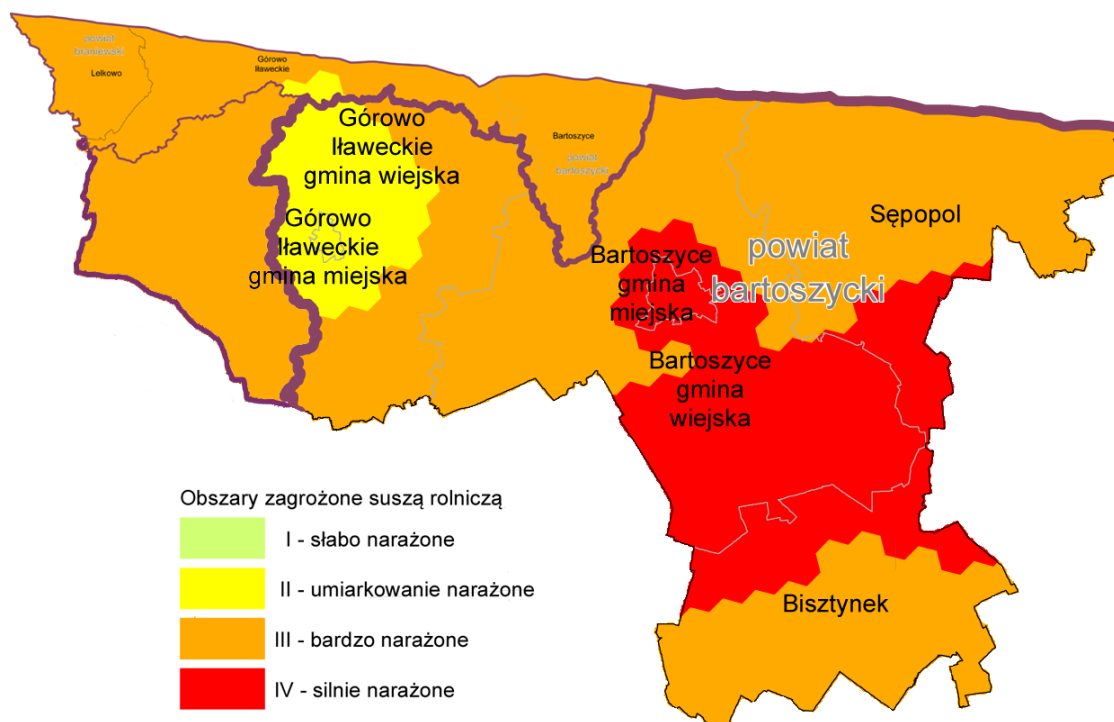 powiat
braniewski
Lelkowo
Górowo
Iławeckie
Górowo
Iławeckie
gmina wiejska
Górowo
Iławeckie
gmina miejska
Bartoszyce
powiat
bartoszycki
Sępopol
powiat
bartoszycki
Bartoszyce
gmina
miejska
Bartoszyce
gmina
wiejska
Bisztynek
Obszary zagrożone suszą rolniczą
I - słabo narażone
II - umiarkowanie narażone
III - bardzo narażone
IV - silnie narażone